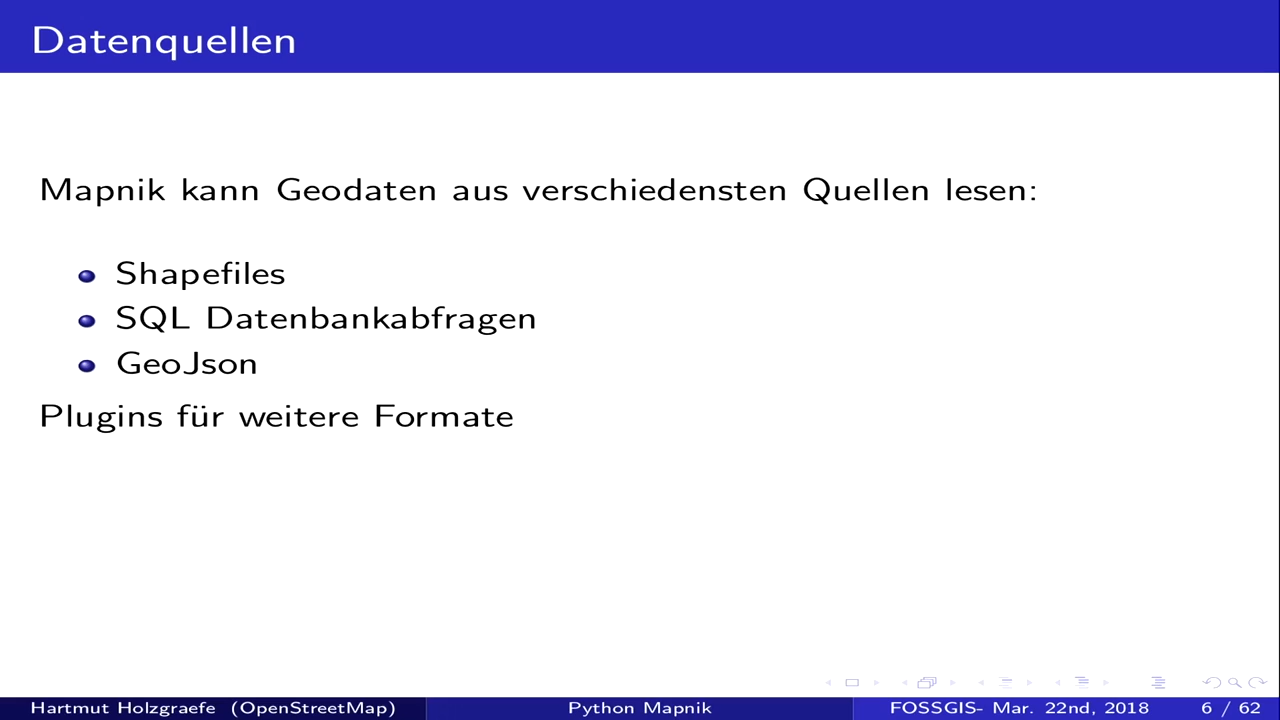 Datenquellen
Mapnik kann Geodaten aus verschiedensten Quellen lesen:
Shapefiles
SQL Datenbankabfragen
GeoJson
Plugins für weitere Formate
Hartmut Holzgraefe (OpenStreetMap) Python Mapnik FOSSGIS- Mar. 22nd, 2018 6 / 62